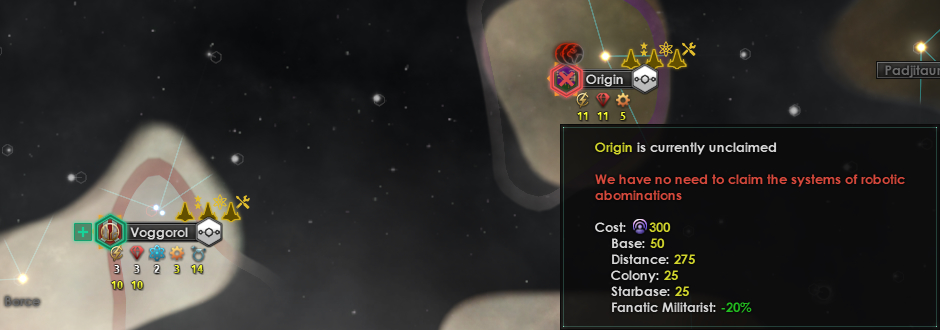 Origin
11 11 5
Padjitaur
Origin is currently unclaimed
We have no need to claim the systems of robotic
abominations
Cost: 300
Base: 50
Distance: 275
Colony: 25
Starbase: 25
Fanatic Militarist: -20%
Voggorol
3 3 2 3 14
10 10
Berce